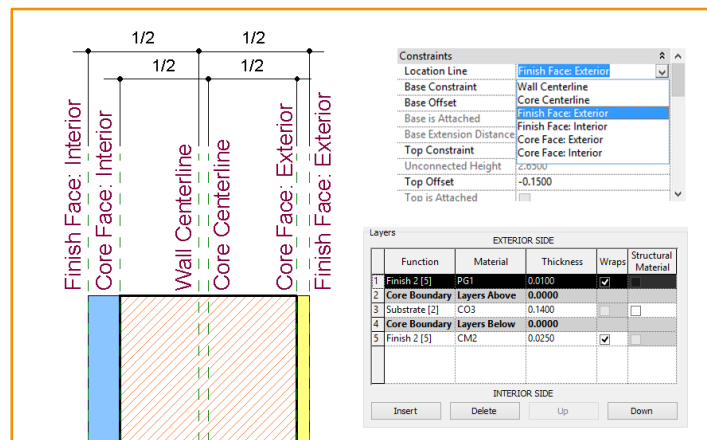 1/2 1/2
1/2 1/2
Finish Face: Interior
Core Face: Interior
Wall Centerline
Core Centerline
Core Face: Exterior
Finish Face: Exterior
Constraints
Location Line Finish Face: Exterior
Base Constraint Wall Centerline
Base Offset Core Centerline
Base is Attached Finish Face: Exterior
Base Extension Distance Finish Face: Interior
Top Constraint Core Face: Exterior
Core Face: Interior
Unconnected Height 2.6500
Top Offset -0.1500
Top is Attached
Layers
EXTERIOR SIDE
Function Material Thickness Wraps Structural Material
1 Finish 2 [5] PG1 0.0100
2 Core Boundary Layers Above 0.0000
3 Substrate [2] CO3 0.1400
4 Core Boundary Layers Below 0.0000
5 Finish 2 [5] CM2 0.0250
INTERIOR SIDE
Insert Delete Up Down